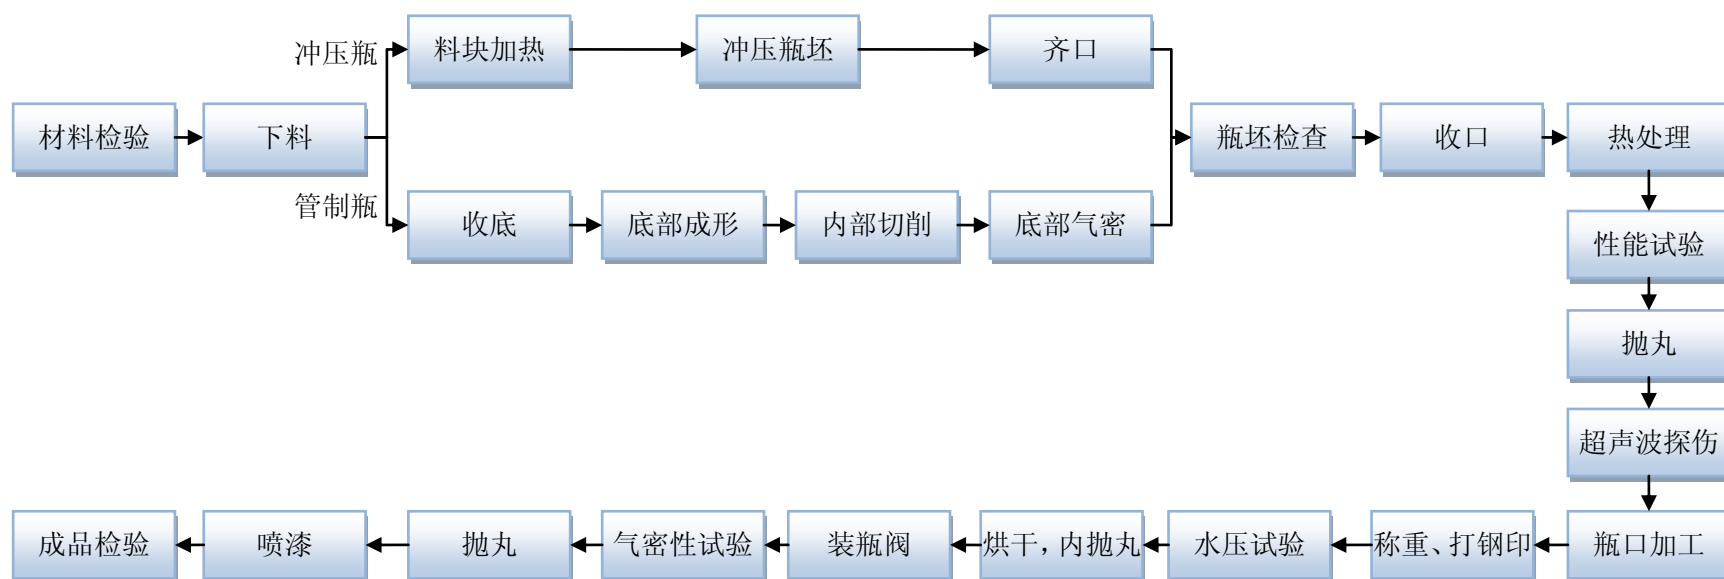 冲压瓶
料块加热
冲压瓶坯
齐口
材料检验
下料
瓶坯检查
收口
热处理
管制瓶
收底
底部成形
内部切削
底部气密
性能试验
抛丸
超声波探伤
瓶口加工
称重、打钢印
水压试验
烘干，内抛丸
装瓶阀
气密性试验
抛丸
喷漆
成品检验